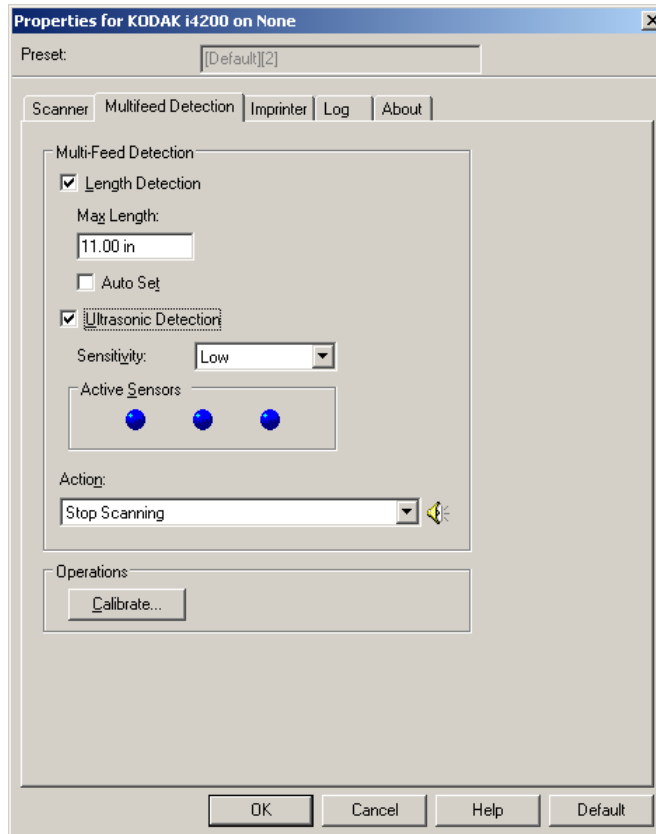 Properties for KODAK i4200 on None
Preset: [Default][2]
Scanner Multifeed Detection Imprinter Log About
Multi-Feed Detection
Length Detection
Max Length:
11.00 in
Auto Set
Ultrasonic Detection
Sensitivity: Low
Active Sensors
Action:
Stop Scanning
Operations
Calibrate...
OK Cancel Help Default